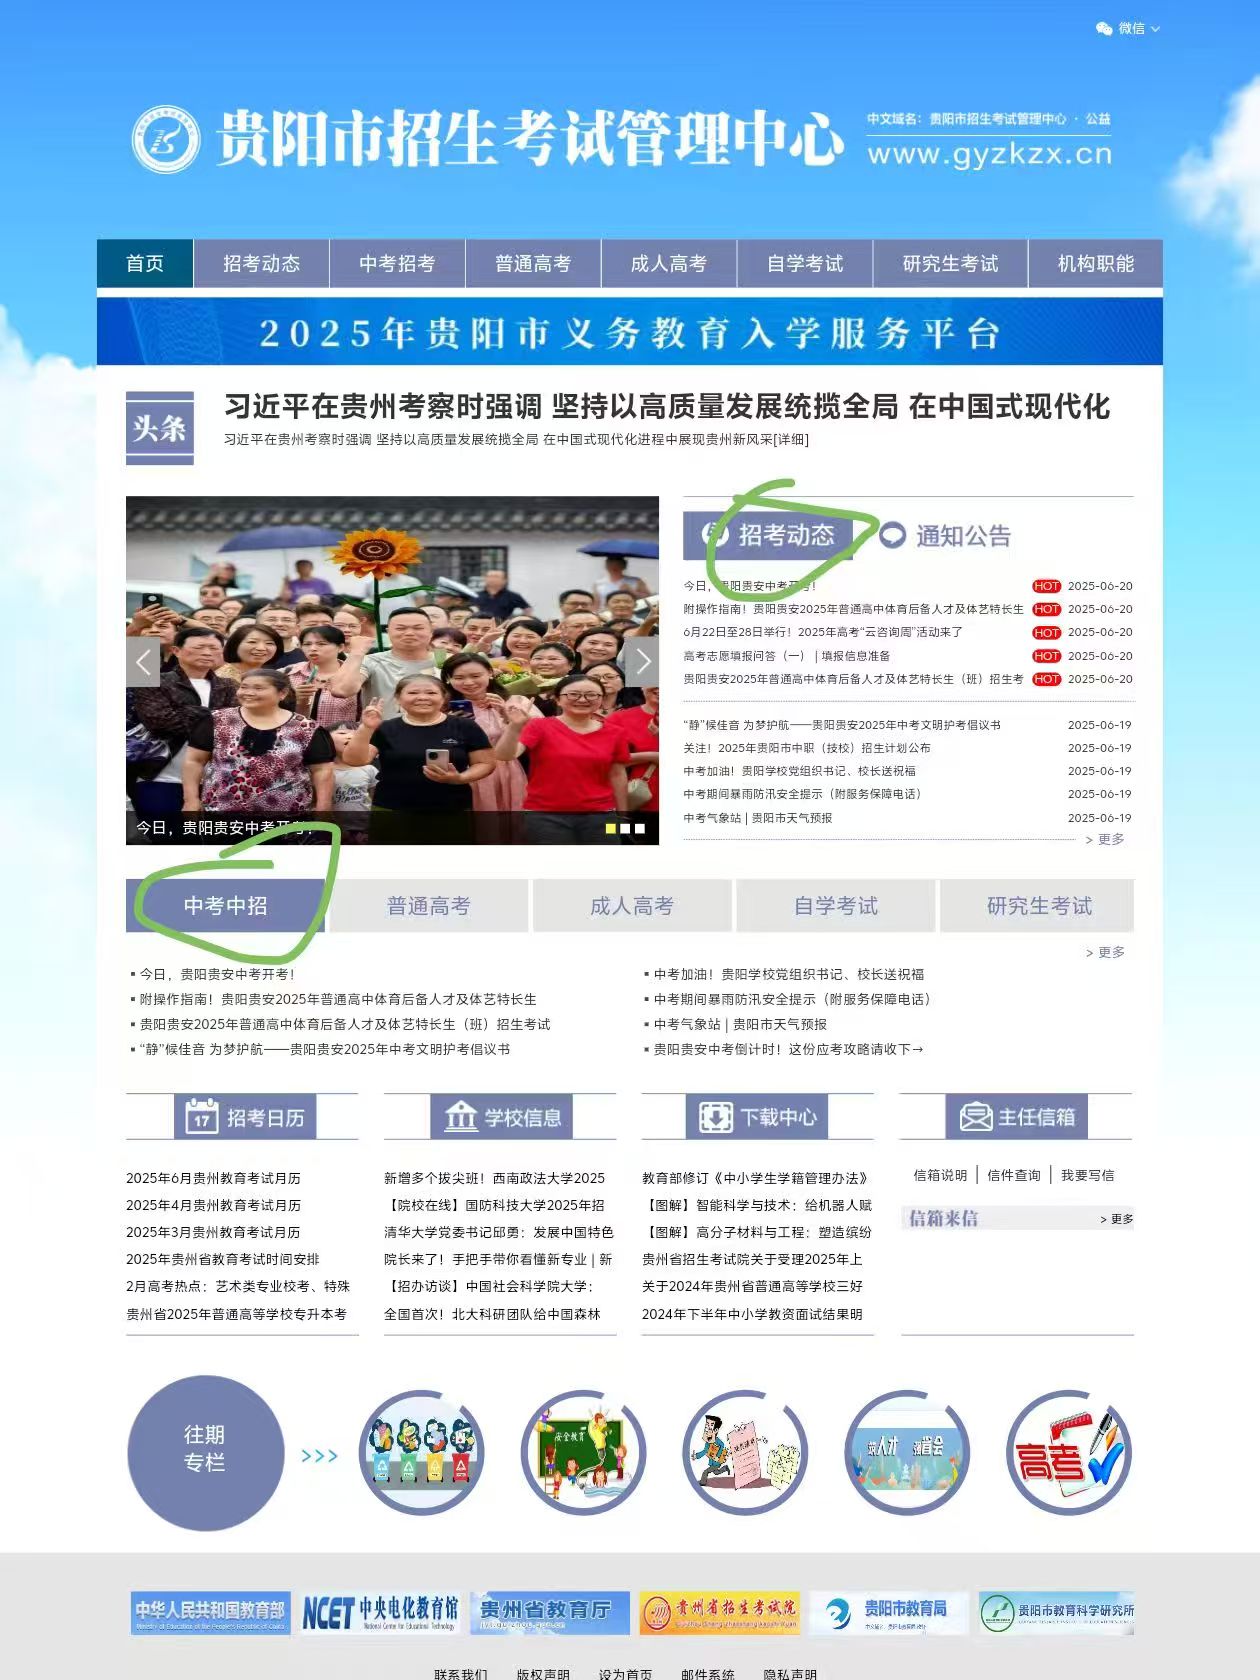 微信
贵阳市招生考试管理中心
中文域名：贵阳市招生考试管理中心 · 公益
www.gyzkzx.cn
首页 招考动态 中考招考 普通高考 成人高考 自学考试 研究生考试 机构职能
2025年贵阳市义务教育入学服务平台
头条
习近平在贵州考察时强调 坚持以高质量发展统揽全局 在中国式现代化
习近平在贵州考察时强调 坚持以高质量发展统揽全局 在中国式现代化进程中展现贵州新风采[详细]
今日，贵阳贵安中考开考！
招考动态 通知公告
今日，贵阳贵安中考开考！ HOT 2025-06-20
附操作指南！贵阳贵安2025年普通高中体育后备人才及体艺特长生 HOT 2025-06-20
6月22日至28日举行！2025年高考“云咨询周”活动来了 HOT 2025-06-20
高考志愿填报问答（一） | 填报信息准备 HOT 2025-06-20
贵阳贵安2025年普通高中体育后备人才及体艺特长生（班）招生考 HOT 2025-06-20
“静”候佳音 为梦护航——贵阳贵安2025年中考文明护考倡议书 2025-06-19
关注！2025年贵阳市中职（技校）招生计划公布 2025-06-19
中考加油！贵阳学校党组织书记、校长送祝福 2025-06-19
中考期间暴雨防汛安全提示（附服务保障电话） 2025-06-19
中考气象站 | 贵阳市天气预报 2025-06-19
> 更多
中考中招 普通高考 成人高考 自学考试 研究生考试
> 更多
▪ 今日，贵阳贵安中考开考！
▪ 附操作指南！贵阳贵安2025年普通高中体育后备人才及体艺特长生
▪ 贵阳贵安2025年普通高中体育后备人才及体艺特长生（班）招生考试
▪ “静”候佳音 为梦护航——贵阳贵安2025年中考文明护考倡议书
▪ 中考加油！贵阳学校党组织书记、校长送祝福
▪ 中考期间暴雨防汛安全提示（附服务保障电话）
▪ 中考气象站 | 贵阳市天气预报
▪ 贵阳贵安中考倒计时！这份应考攻略请收下→
17 招考日历
2025年6月贵州教育考试月历
2025年4月贵州教育考试月历
2025年3月贵州教育考试月历
2025年贵州省教育考试时间安排
2月高考热点：艺术类专业校考、特殊
贵州省2025年普通高等学校专升本考
学校信息
新增多个拔尖班！西南政法大学2025
【院校在线】国防科技大学2025年招
清华大学党委书记邱勇：发展中国特色
院长来了！手把手带你看懂新专业 | 新
【招办访谈】中国社会科学院大学：
全国首次！北大科研团队给中国森林
下载中心
教育部修订《中小学生学籍管理办法》
【图解】智能科学与技术：给机器人赋
【图解】高分子材料与工程：塑造缤纷
贵州省招生考试院关于受理2025年上
关于2024年贵州省普通高等学校三好
2024年下半年中小学教资面试结果明
主任信箱
信箱说明 | 信件查询 | 我要写信
信箱来信 > 更多
往期
专栏
>>>
安全教育
高考
中华人民共和国教育部
Ministry of Education of the People's Republic of China
NCET 中央电化教育馆
National Center for Educational Technology
贵州省教育厅
贵州省招生考试院
贵阳市教育局
贵阳市教育科学研究所
联系我们 版权声明 设为首页 邮件系统 隐私声明